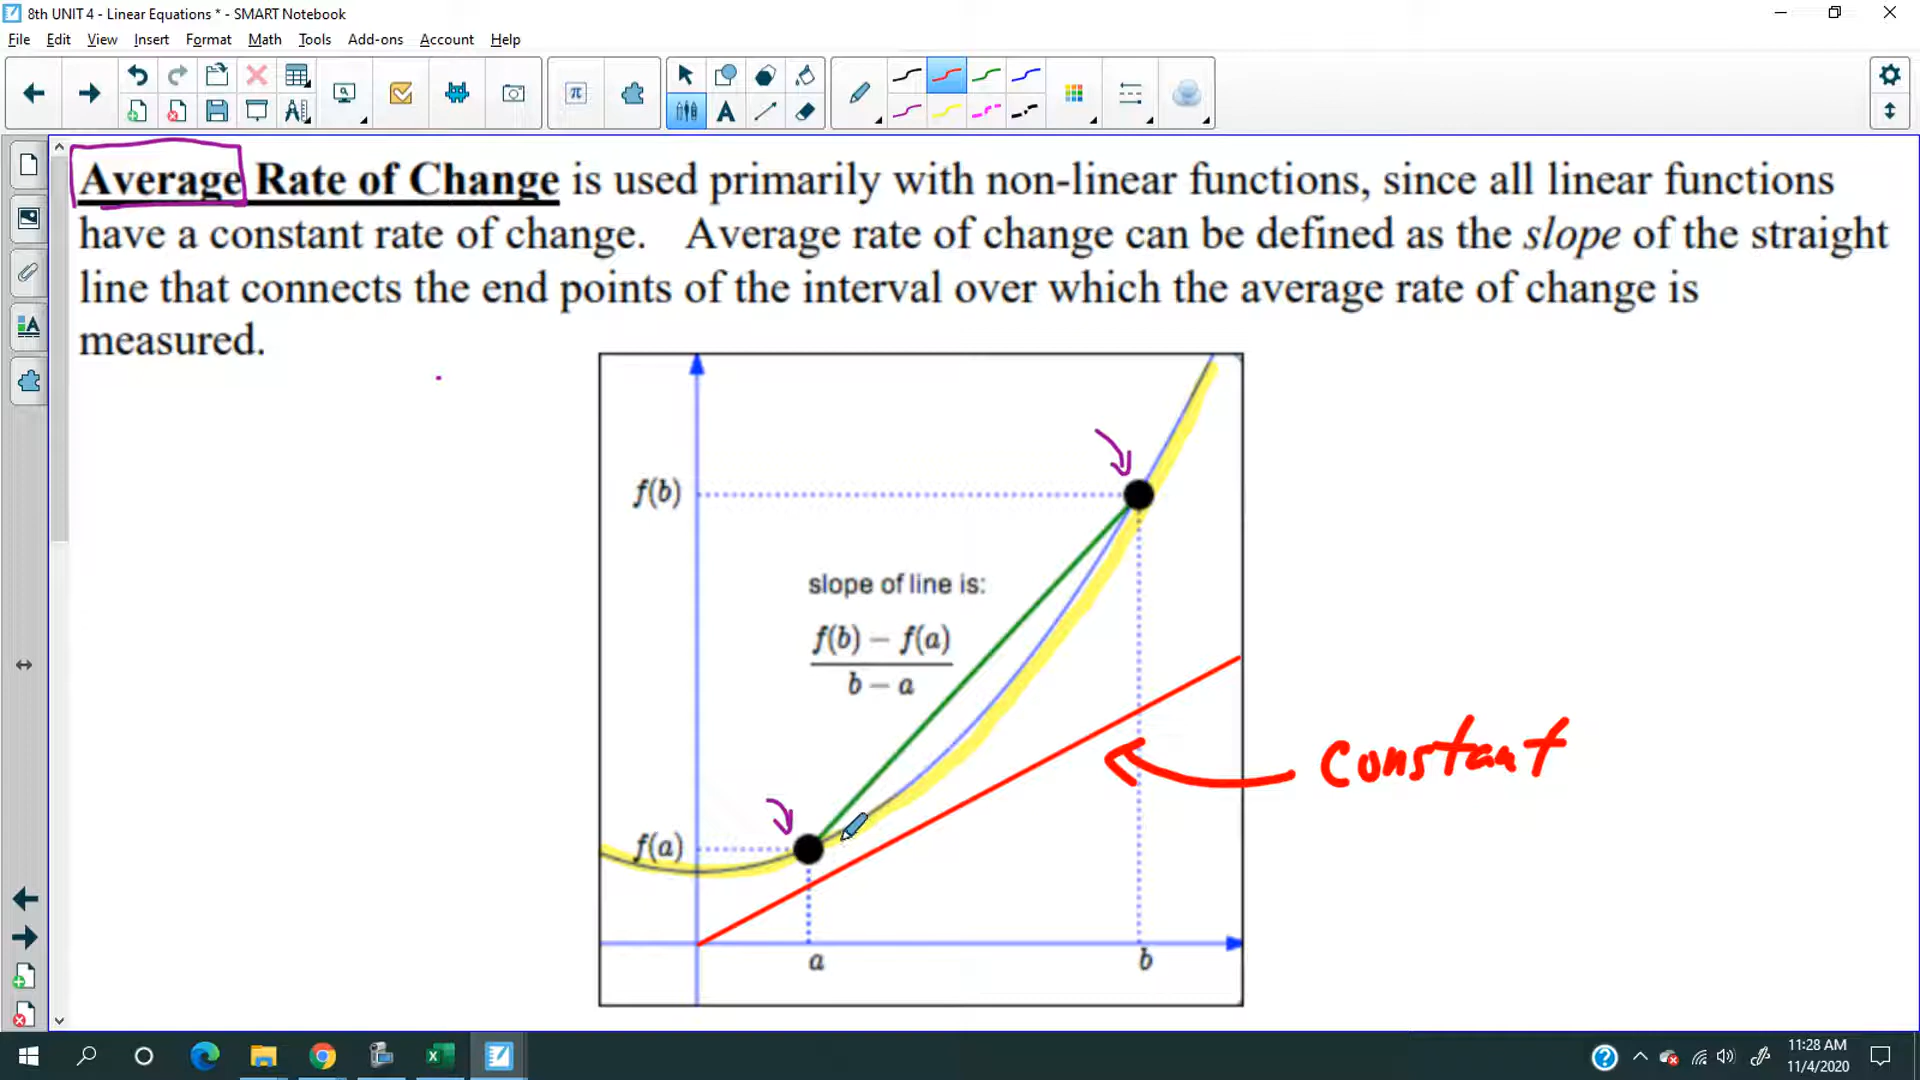 8th UNIT 4 - Linear Equations * - SMART Notebook
File Edit View Insert Format Math Tools Add-ons Account Help
Average Rate of Change is used primarily with non-linear functions, since all linear functions
have a constant rate of change. Average rate of change can be defined as the slope of the straight
line that connects the end points of the interval over which the average rate of change is
measured.
f(b)
slope of line is:
f(b) − f(a)
b − a
constant
f(a)
a b
11:28 AM
11/4/2020